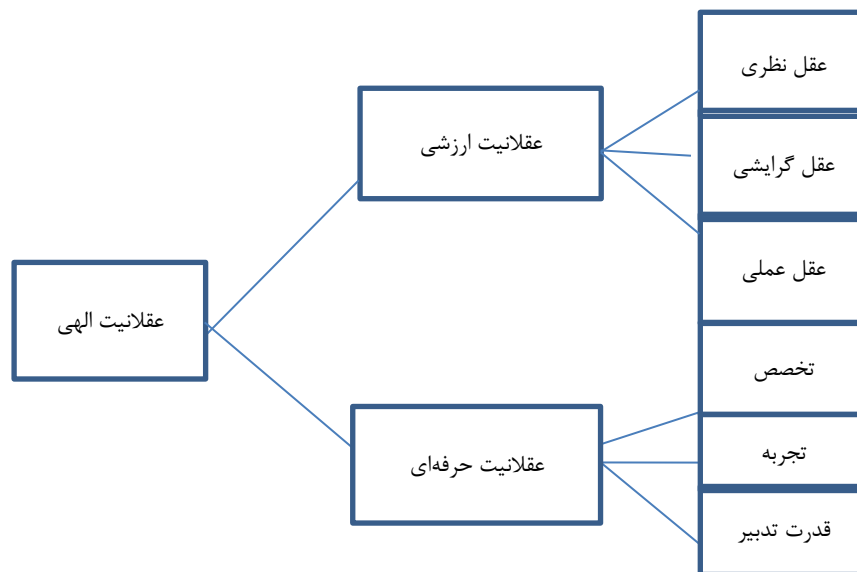 عقل نظری
عقلانیت ارزشی
عقل گرایشی
عقل عملی
عقلانیت الهی
تخصص
عقلانیت حرفه‌ای
تجربه
قدرت تدبیر